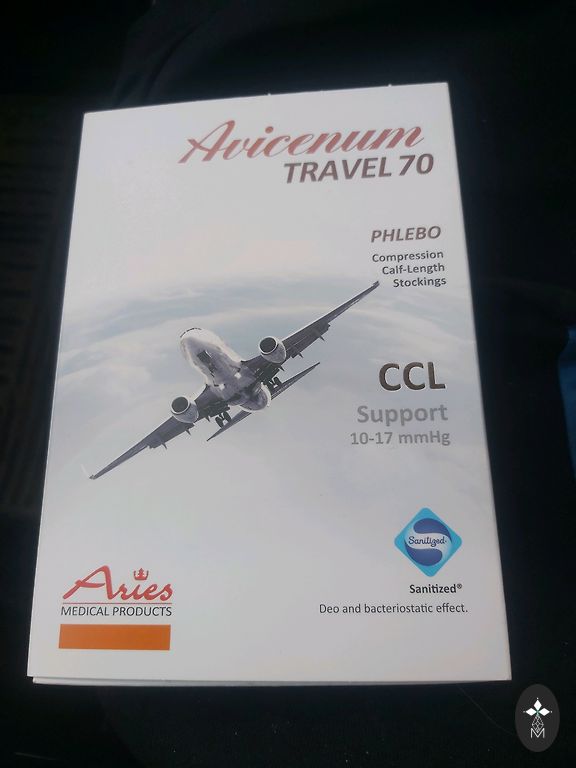 Avicenum
TRAVEL 70
PHLEBO
Compression
Calf-Length
Stockings
CCL
Support
10-17 mmHg
Sanitized
Sanitized®
Deo and bacteriostatic effect.
Aries
MEDICAL PRODUCTS
M